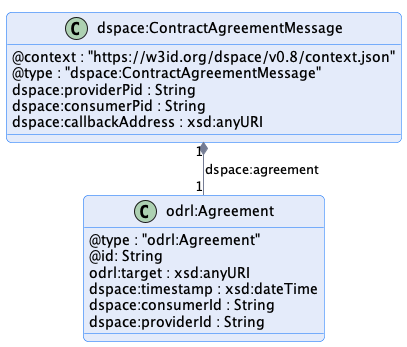 C dspace:ContractAgreementMessage
@context : "https://w3id.org/dspace/v0.8/context.json"
@type : "dspace:ContractAgreementMessage"
dspace:providerPid : String
dspace:consumerPid : String
dspace:callbackAddress : xsd:anyURI
1
dspace:agreement
1
C odrl:Agreement
@type : "odrl:Agreement"
@id: String
odrl:target : xsd:anyURI
dspace:timestamp : xsd:dateTime
dspace:consumerId : String
dspace:providerId : String